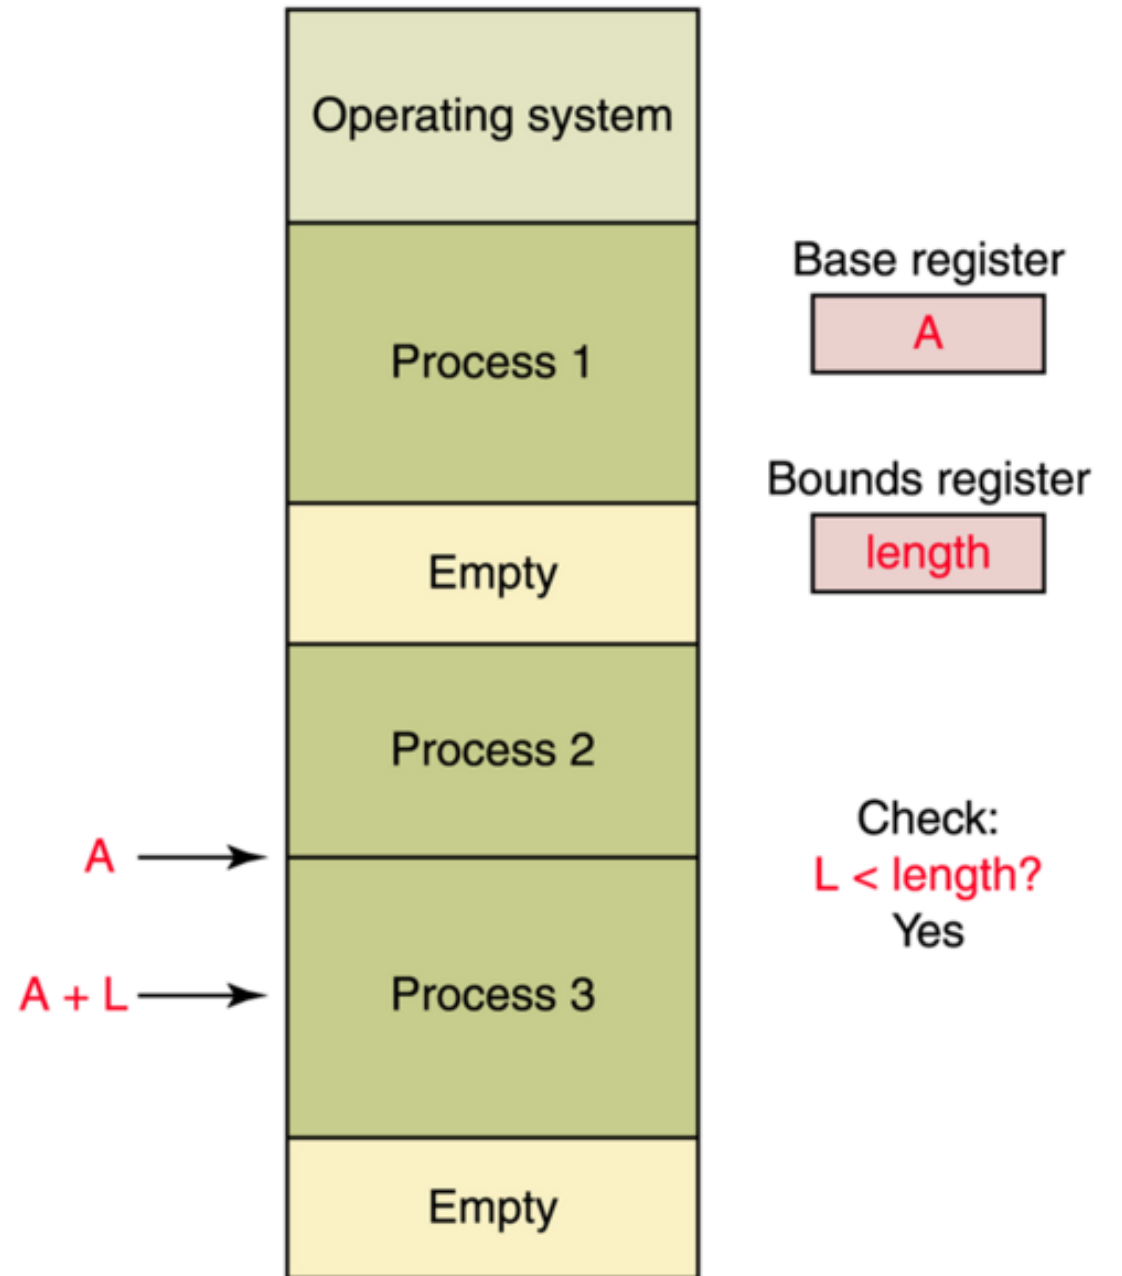 Operating system
Process 1
Empty
Process 2
Process 3
Empty
A
A + L
Base register
A
Bounds register
length
Check:
L < length?
Yes